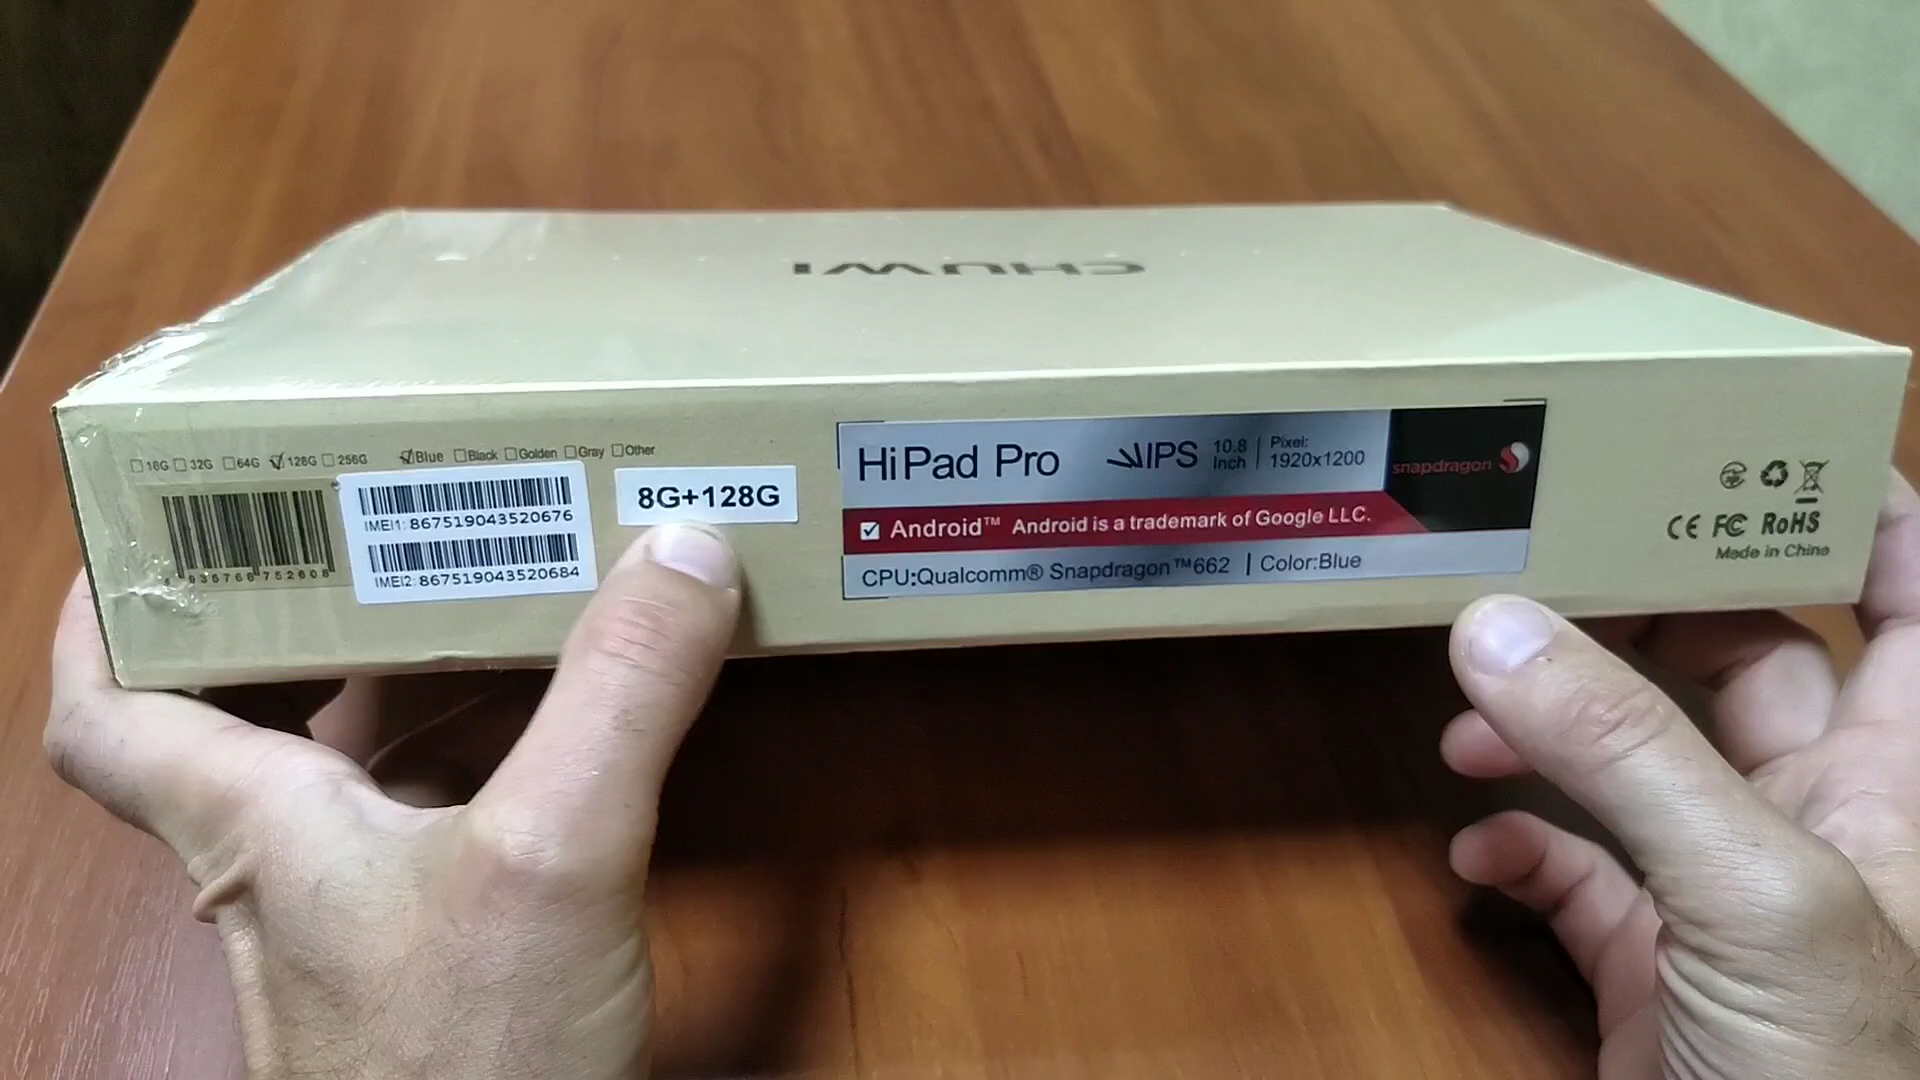 CHUWI
☐16G ☐32G ☐64G ☑128G ☐256G ☑Blue ☐Black ☐Golden ☐Gray ☐Other
935768 752608
IMEI1: 867519043520676
IMEI2: 867519043520684
8G+128G
HiPad Pro
IPS
10.8 Inch
Pixel: 1920x1200
snapdragon
☑ Android™ Android is a trademark of Google LLC.
CPU:Qualcomm® Snapdragon™662 | Color:Blue
CE FC RoHS
Made in China